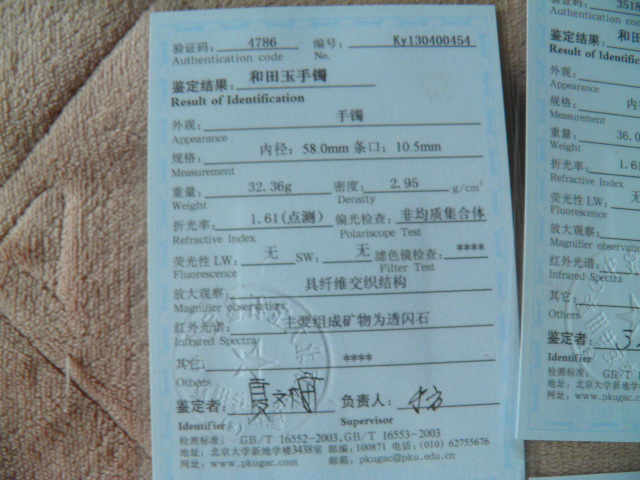 验证码： 4786 编号： Ky130400454
Authentication code No.
鉴定结果： 和田玉手镯
Result of Identification
外观： 手镯
Appearance
规格： 内径：58.0mm 条口：10.5mm
Measurement
重量： 32.36g 密度： 2.95 g/cm³
Weight Density
折光率： 1.61(点测) 偏光检查： 非均质集合体
Refractive Index Polariscope Test
荧光性 LW： 无 SW： 无 滤色镜检查： ****
Fluorescence Filter Test
放大观察： 具纤维交织结构
Magnifier observation
红外光谱： 主要组成矿物为透闪石
Infrared Spectra
其它： ****
Others
鉴定者： 负责人：
Identifier Supervisor
检测标准： GB/T 16552-2003, GB/T 16553-2003
地址：北京大学新地学楼3438室 邮编：100871 电话：(010) 62755676
网址：www.pkugac.com 邮箱：pkugac@pku.edu.cn
验证码： 3518
Authentication code
鉴定结果： 和田
Result of Identific
外观：
Appearance
规格： 内
Measurement
重量： 36.0
Weight
折光率： 1.61
Refractive Index
荧光性 LW：
Fluorescence
放大观察：
Magnifier observatio
红外光谱：
Infrared Spectra
其它：
Others
鉴定者：
Identifier
检测标准： GB/T 1
地址：北京大学新地
网址：www.pkug